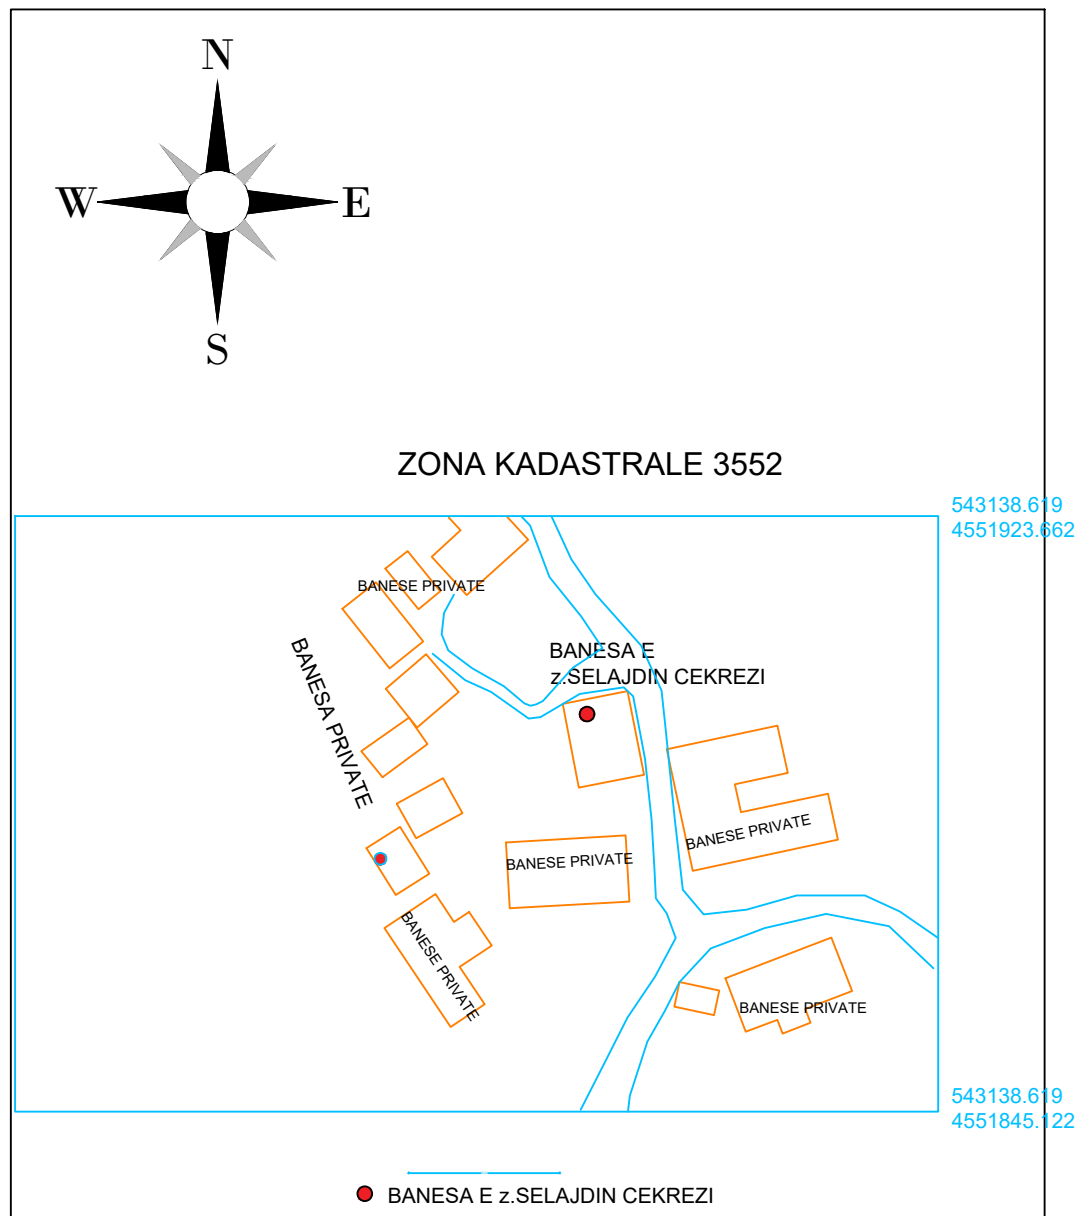 N
W
E
S
ZONA KADASTRALE 3552
543138.619
4551923.662
BANESE PRIVATE
BANESA E
z.SELAJDIN CEKREZI
BANESA PRIVATE
BANESE PRIVATE
BANESE PRIVATE
BANESE PRIVATE
BANESE PRIVATE
543138.619
4551845.122
BANESA E z.SELAJDIN CEKREZI